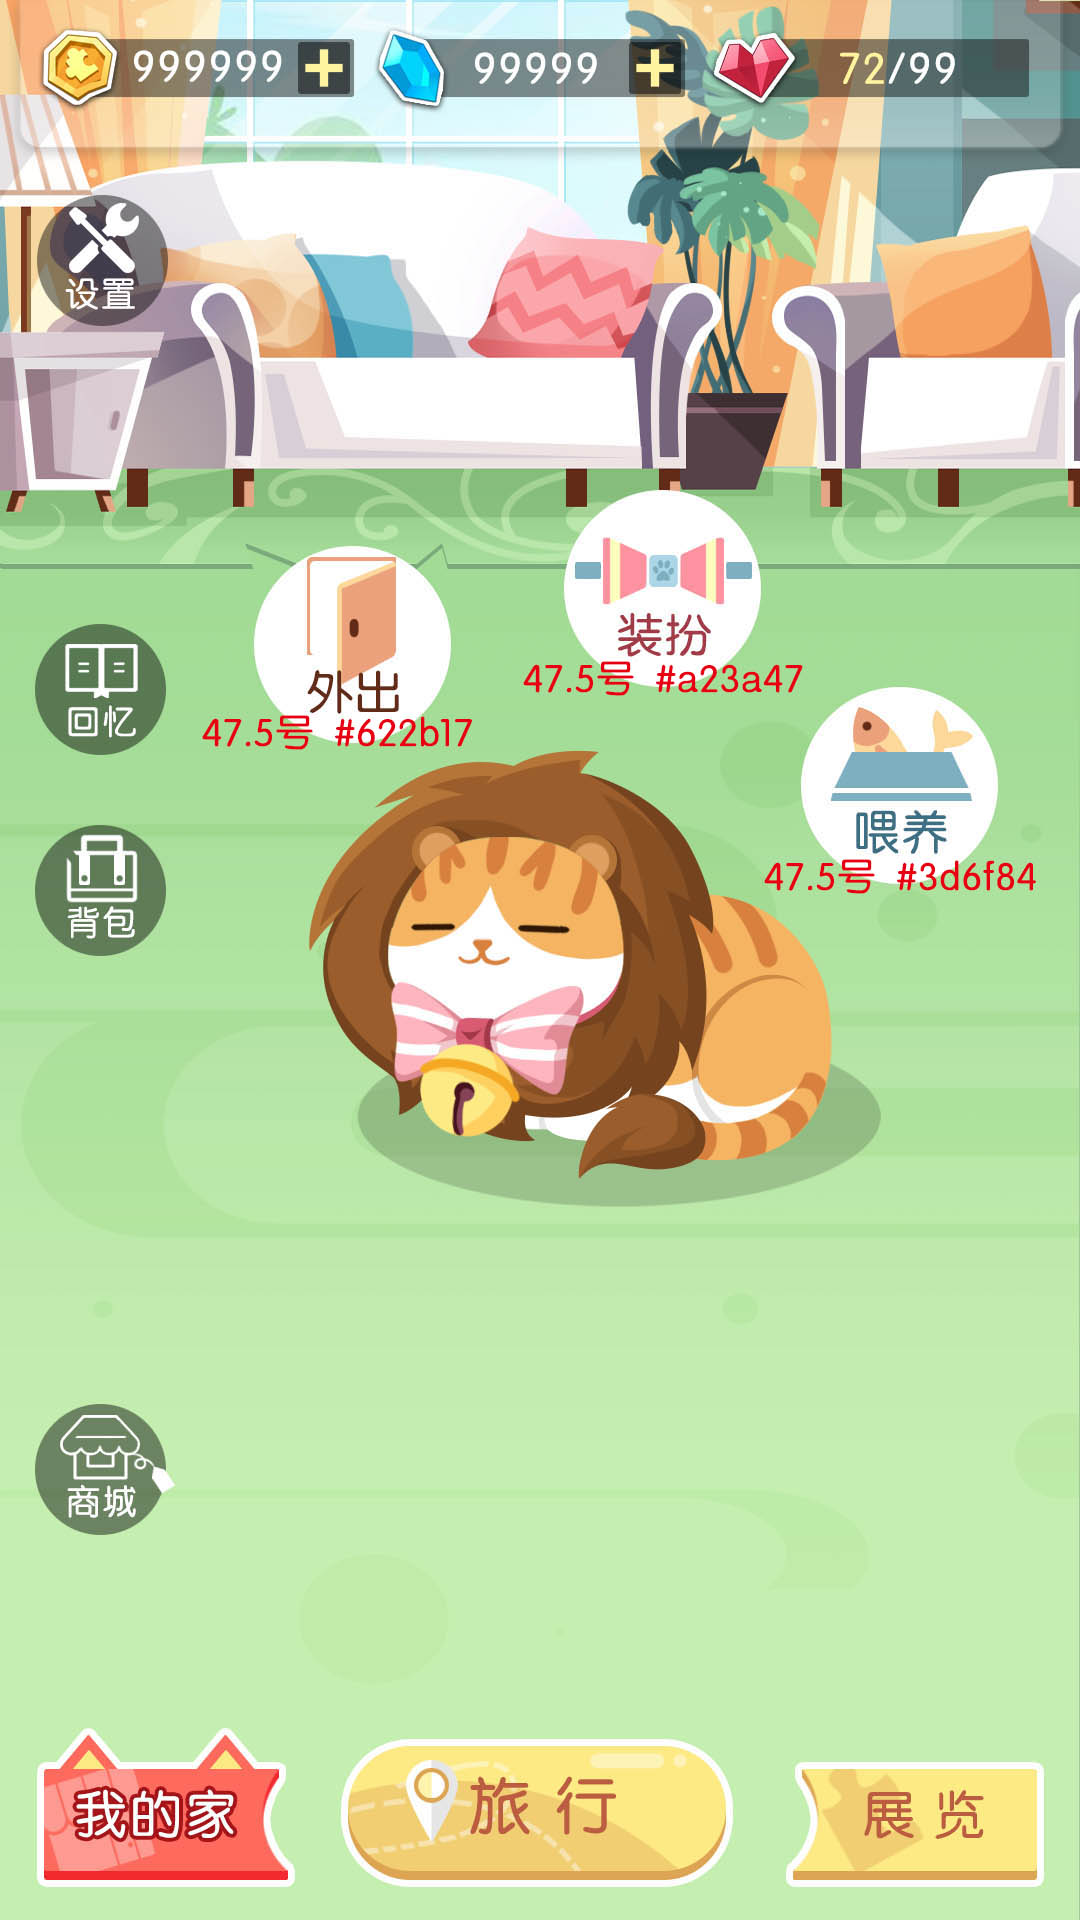 999999
99999
72/99
设置
装扮
47.5号 #a23a47
外出
47.5号 #622b17
回忆
喂养
47.5号 #3d6f84
背包
商城
我的家
旅行
展览